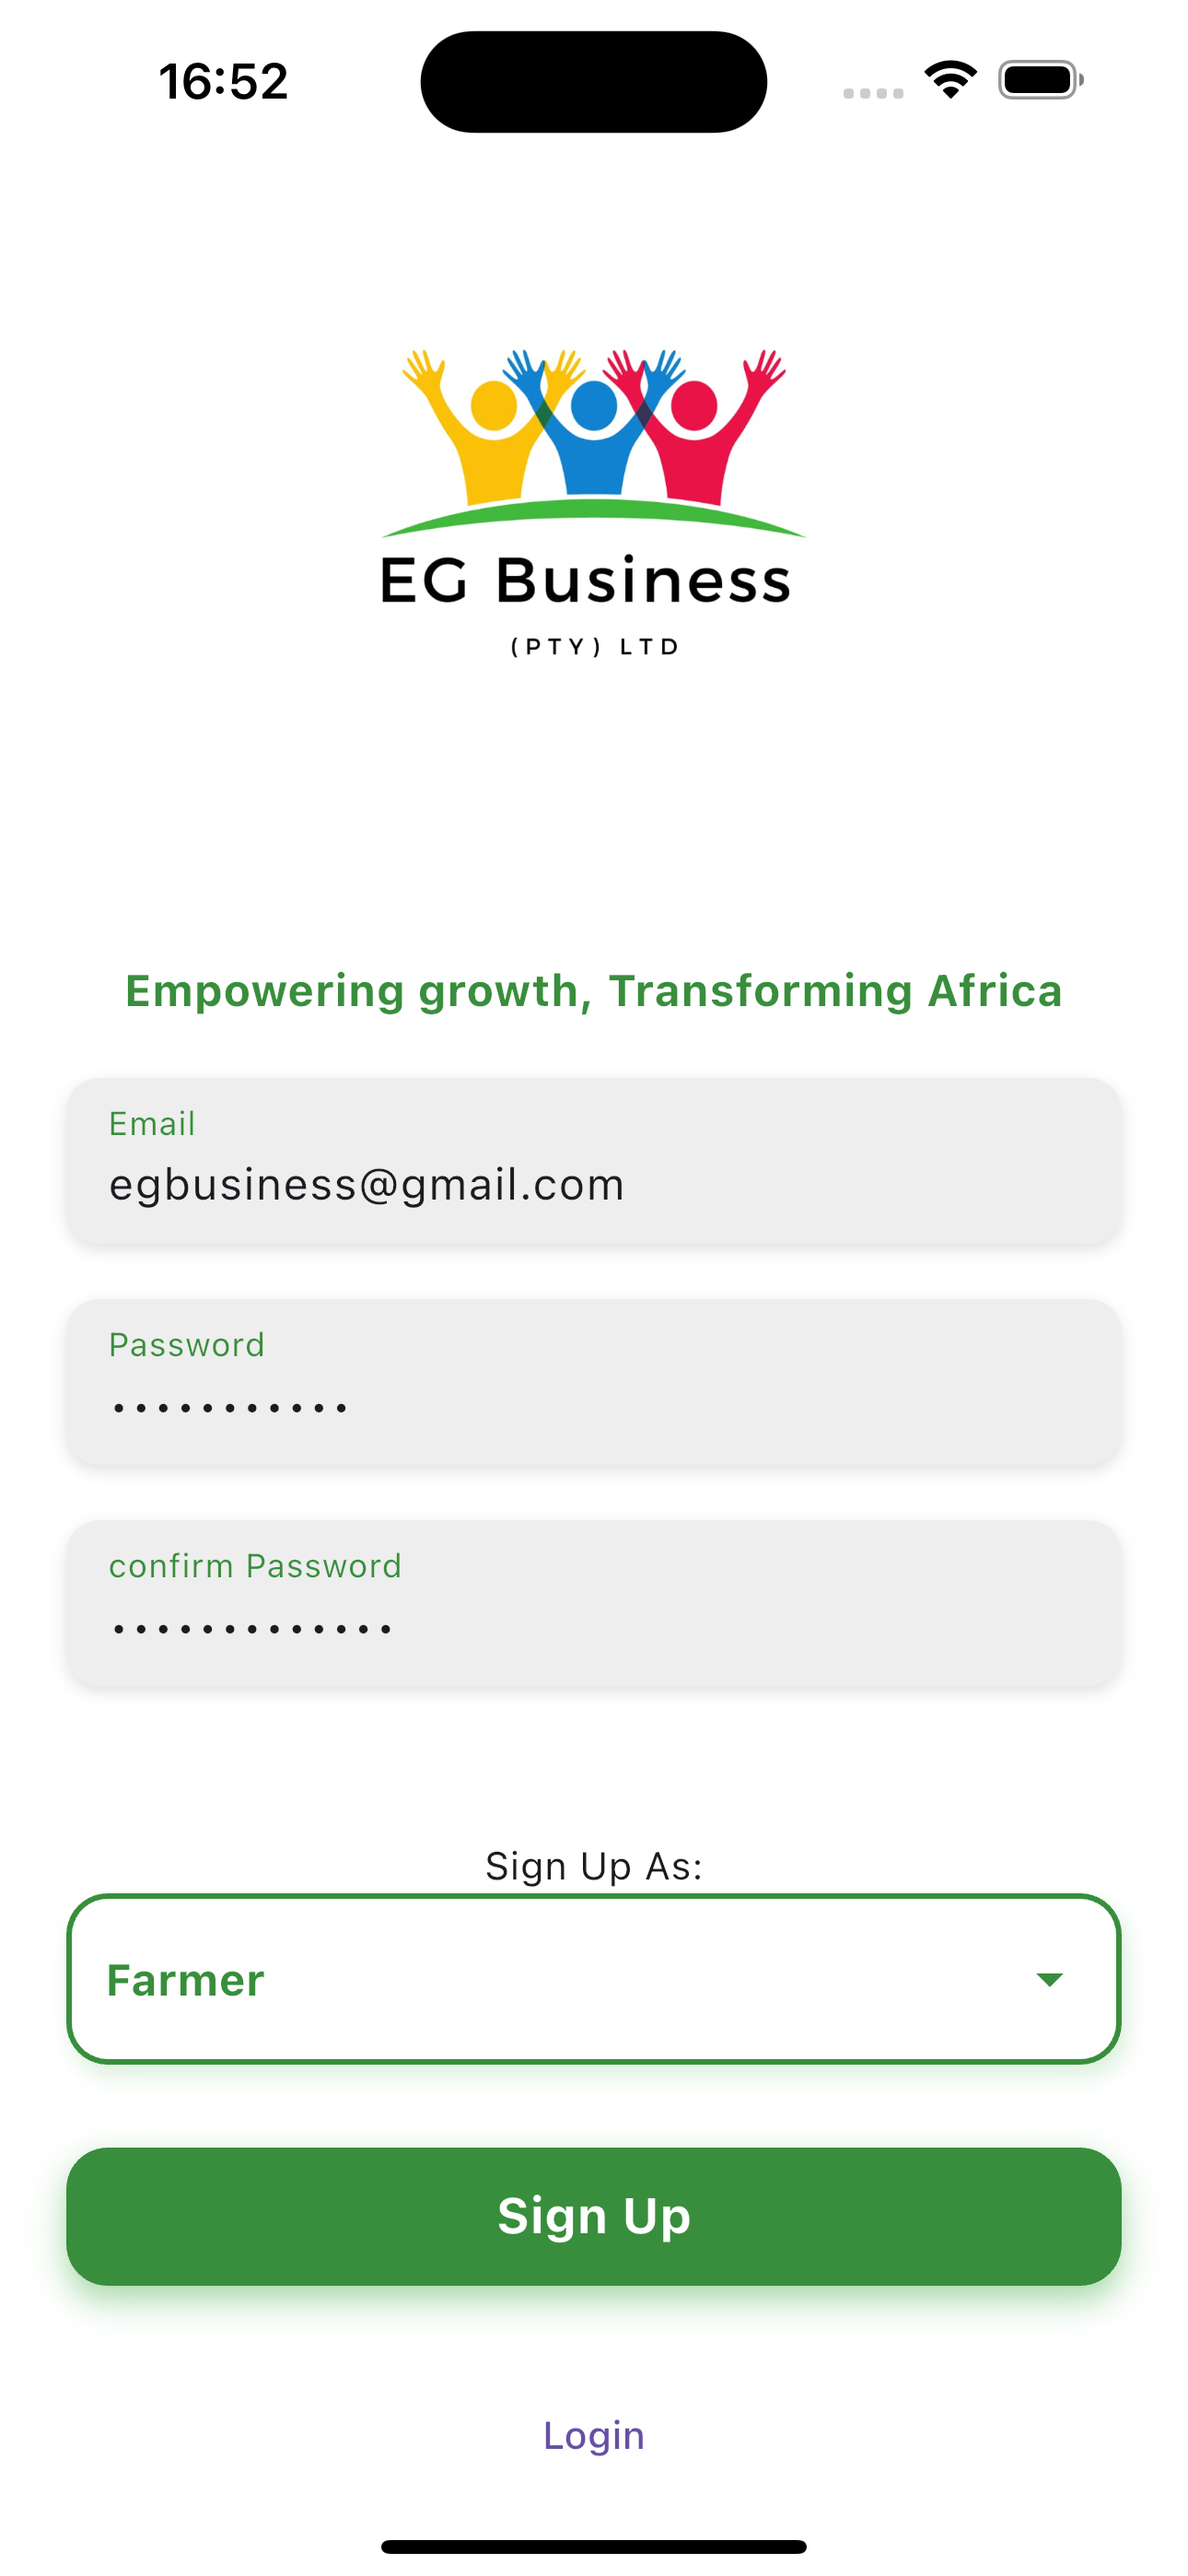 16:52
EG Business
(PTY) LTD
Empowering growth, Transforming Africa
Email
egbusiness@gmail.com
Password
•••••••••••
confirm Password
•••••••••••••
Sign Up As:
Farmer
Sign Up
Login